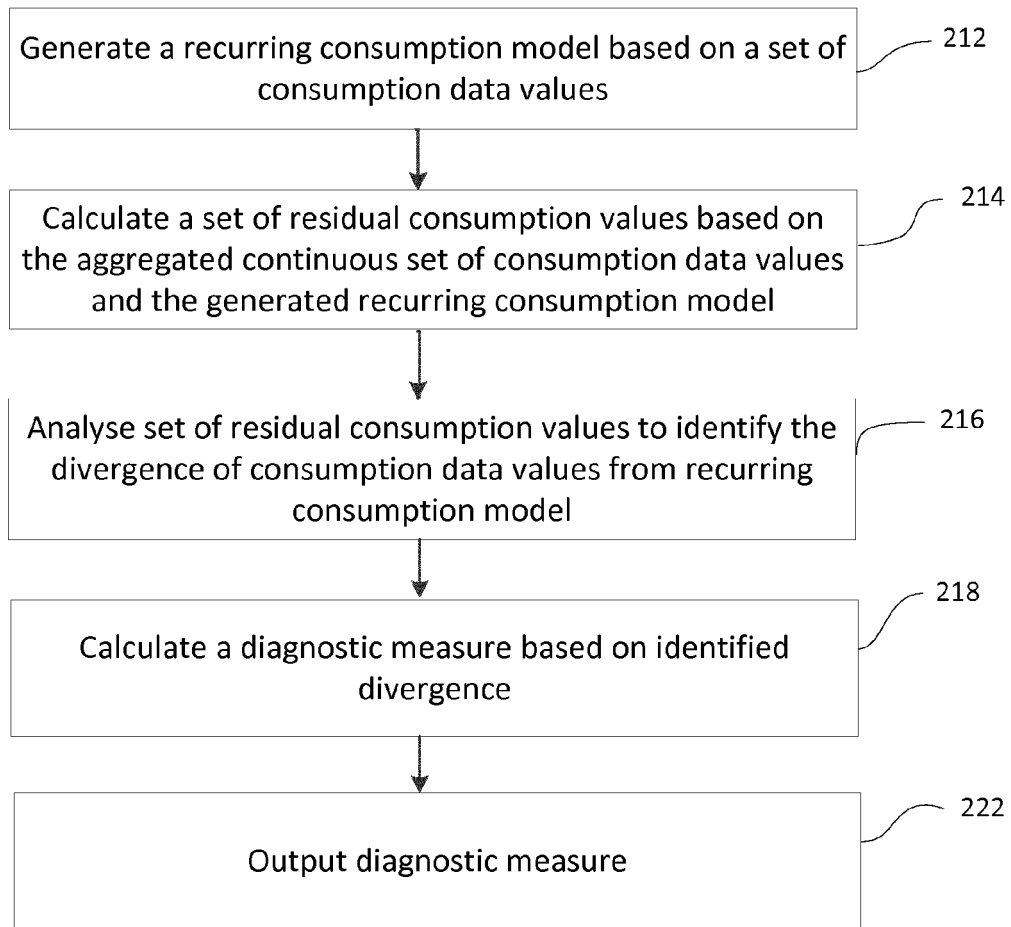 Generate a recurring consumption model based on a set of
consumption data values
212
Calculate a set of residual consumption values based on
the aggregated continuous set of consumption data values
and the generated recurring consumption model
214
Analyse set of residual consumption values to identify the
divergence of consumption data values from recurring
consumption model
216
Calculate a diagnostic measure based on identified
divergence
218
Output diagnostic measure
222